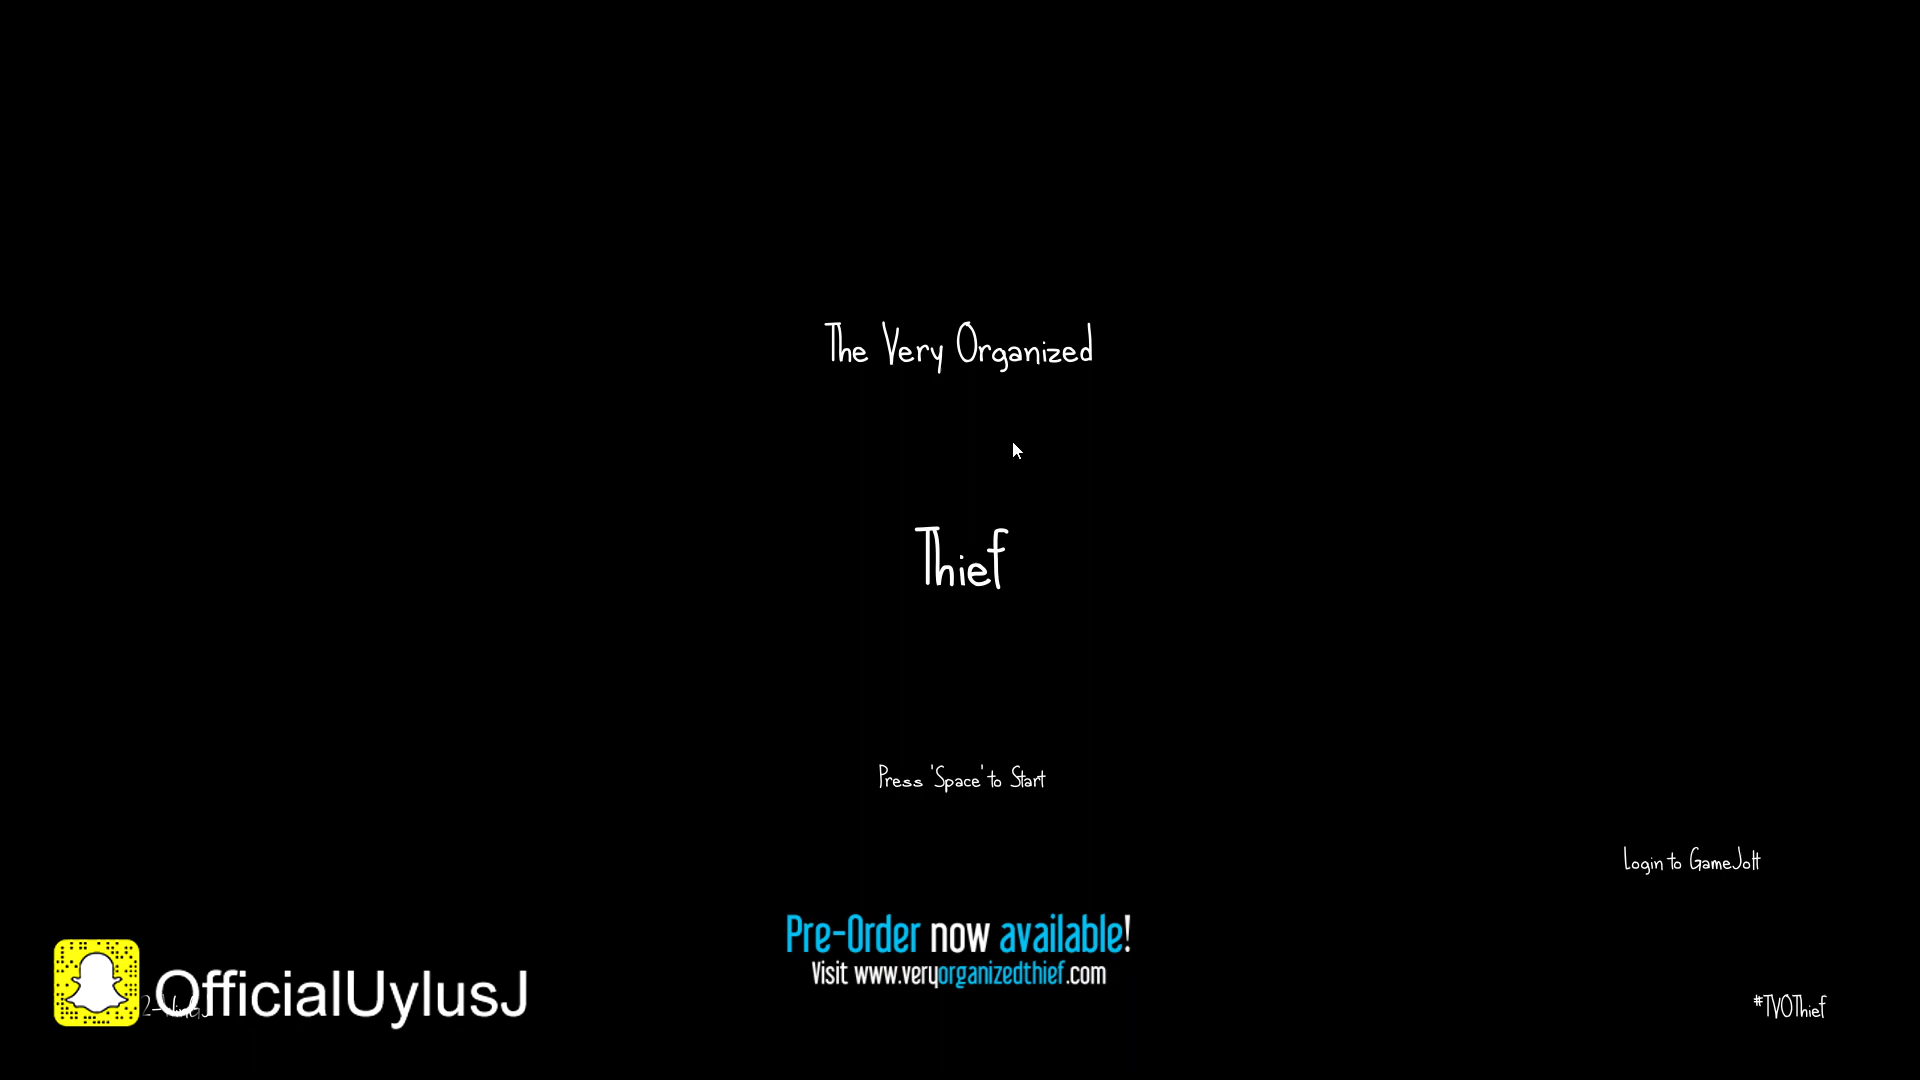 The Very Organized
Thief
Press 'Space' to Start
Login to GameJolt
Pre-Order now available!
Visit www.veryorganizedthief.com
OfficialUylusJ
#TVOThief